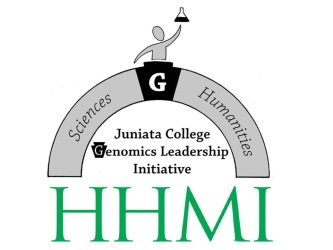 G
Sciences
Humanities
Juniata College
Genomics Leadership
Initiative
HHMI